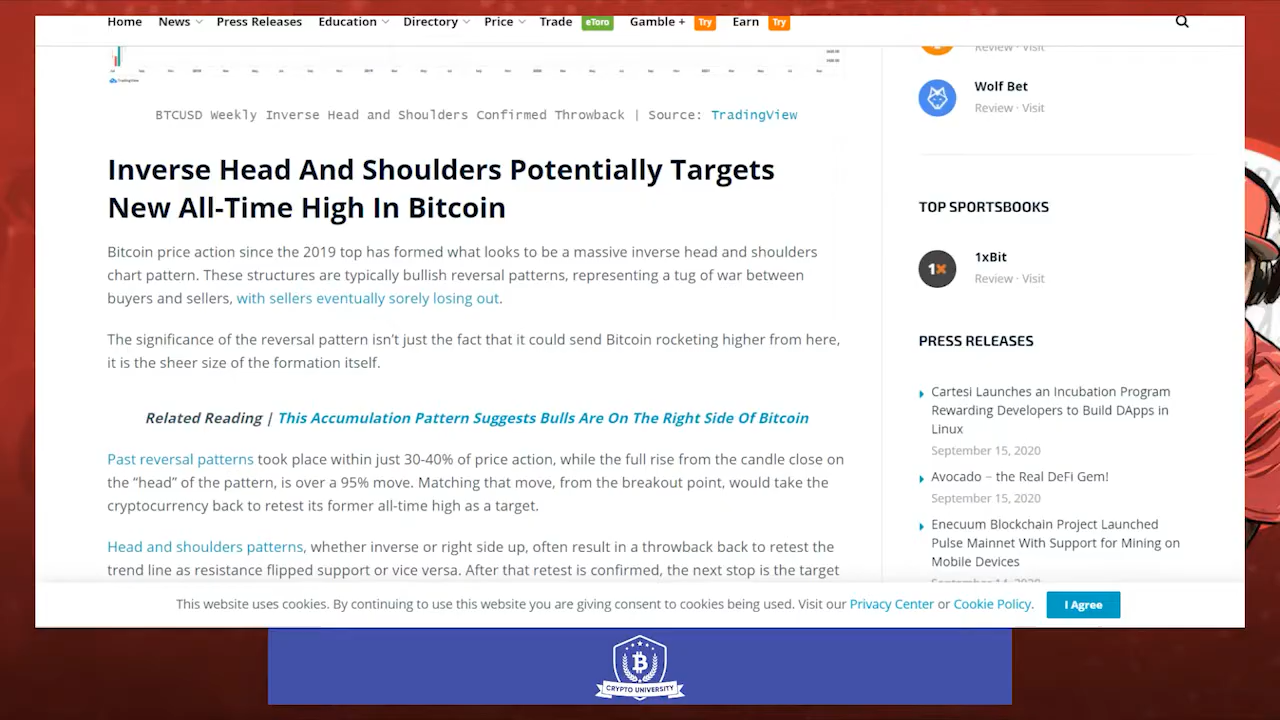 Home News Press Releases Education Directory Price Trade eToro Gamble + Try Earn Try
TradingView
BTCUSD Weekly Inverse Head and Shoulders Confirmed Throwback | Source: TradingView
Inverse Head And Shoulders Potentially Targets
New All-Time High In Bitcoin
Bitcoin price action since the 2019 top has formed what looks to be a massive inverse head and shoulders
chart pattern. These structures are typically bullish reversal patterns, representing a tug of war between
buyers and sellers, with sellers eventually sorely losing out.
The significance of the reversal pattern isn't just the fact that it could send Bitcoin rocketing higher from here,
it is the sheer size of the formation itself.
Related Reading | This Accumulation Pattern Suggests Bulls Are On The Right Side Of Bitcoin
Past reversal patterns took place within just 30-40% of price action, while the full rise from the candle close on
the “head” of the pattern, is over a 95% move. Matching that move, from the breakout point, would take the
cryptocurrency back to retest its former all-time high as a target.
Head and shoulders patterns, whether inverse or right side up, often result in a throwback back to retest the
trend line as resistance flipped support or vice versa. After that retest is confirmed, the next stop is the target
Review · Visit
Wolf Bet
Review · Visit
TOP SPORTSBOOKS
1X
1xBit
Review · Visit
PRESS RELEASES
Cartesi Launches an Incubation Program
Rewarding Developers to Build DApps in
Linux
September 15, 2020
Avocado – the Real DeFi Gem!
September 15, 2020
Enecuum Blockchain Project Launched
Pulse Mainnet With Support for Mining on
Mobile Devices
September 14, 2020
This website uses cookies. By continuing to use this website you are giving consent to cookies being used. Visit our Privacy Center or Cookie Policy. I Agree
CRYPTO UNIVERSITY